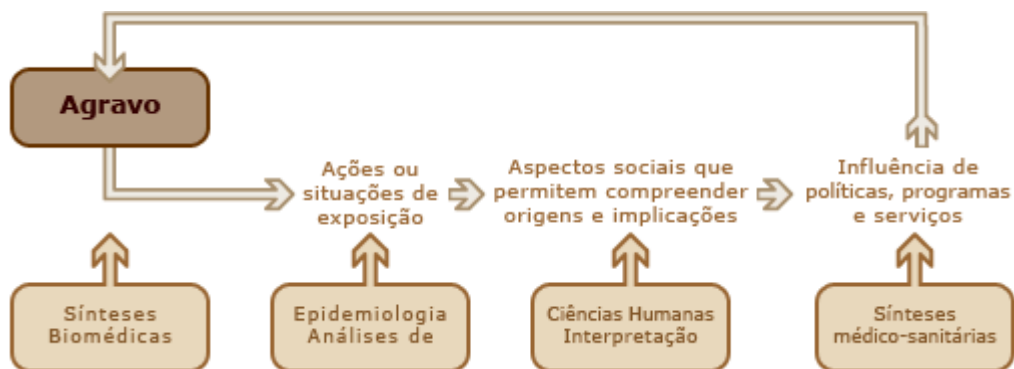 Agravo
Ações ou
situações de
exposição
Aspectos sociais que
permitem compreender
origens e implicações
Influência de
políticas, programas
e serviços
Sínteses
Biomédicas
Epidemiologia
Análises de
Ciências Humanas
Interpretação
Sínteses
médico-sanitárias